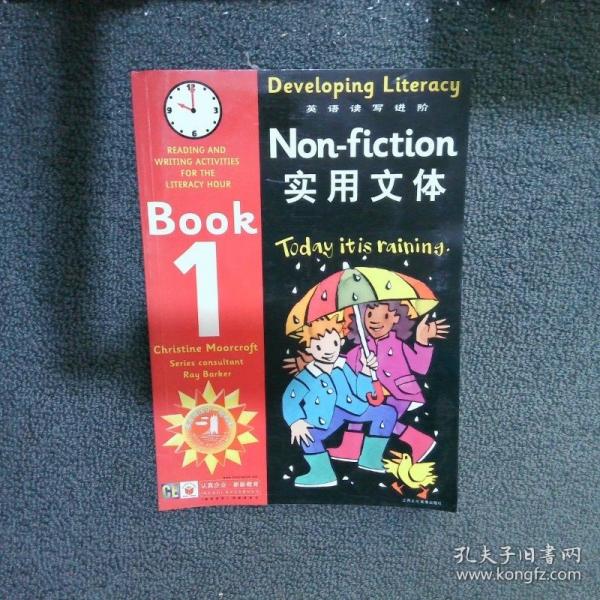 12
READING AND
WRITING ACTIVITIES
FOR THE
LITERACY HOUR
Book
1
Christine Moorcroft
Series consultant
Ray Barker
Developing Literacy
英语读写进阶
Non-fiction
实用文体
Today it is raining.
孔夫子旧书网
www.kongfz.com